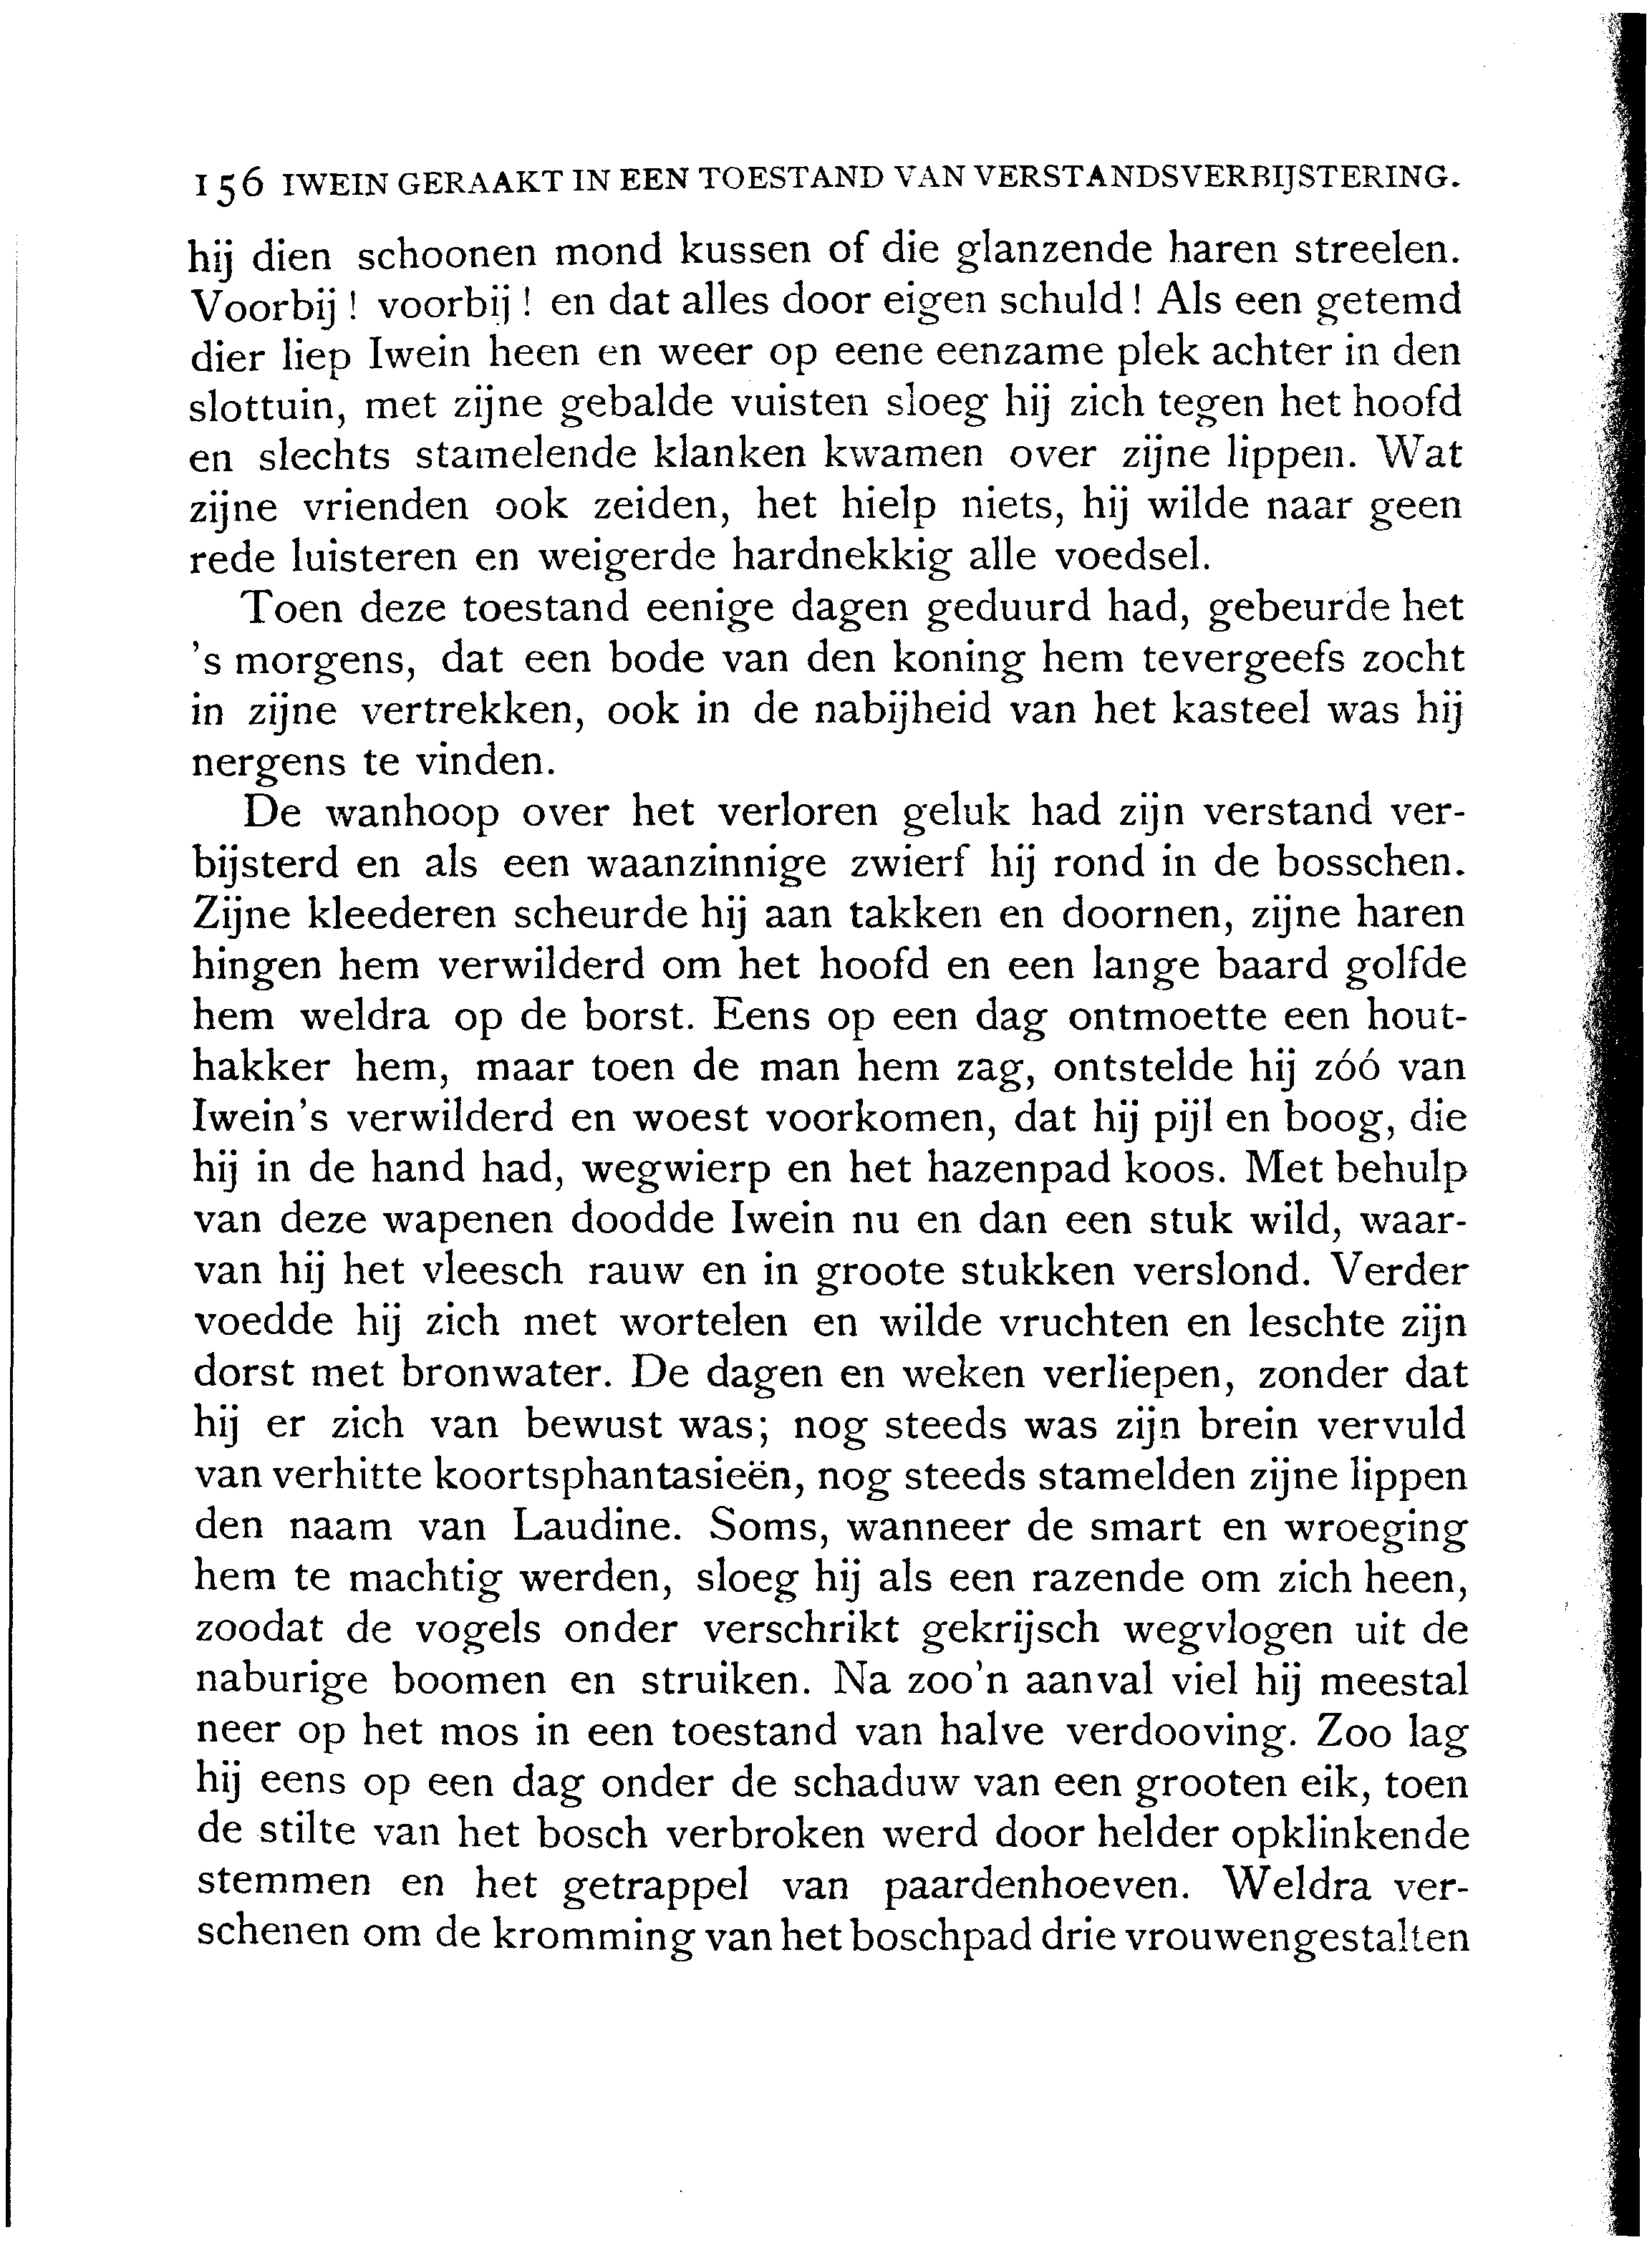 156 IWEIN GERAAKT IN EEN TOESTAND VAN VERSTANDSVERBIJSTERING.
hij dien schoonen mond kussen of die glanzende haren streelen.
Voorbij ! voorbij ! en dat alles door eigen schuld ! Als een getemd
dier liep Iwein heen en weer op eene eenzame plek achter in den
slottuin, met zijne gebalde vuisten sloeg hij zich tegen het hoofd
en slechts stamelende klanken kwamen over zijne lippen. Wat
zijne vrienden ook zeiden, het hielp niets, hij wilde naar geen
rede luisteren en weigerde hardnekkig alle voedsel.
Toen deze toestand eenige dagen geduurd had, gebeurde het
's morgens, dat een bode van den koning hem tevergeefs zocht
in zijne vertrekken, ook in de nabijheid van het kasteel was hij
nergens te vinden.
De wanhoop over het verloren geluk had zijn verstand ver-
bijsterd en als een waanzinnige zwierf hij rond in de bosschen.
Zijne kleederen scheurde hij aan takken en doornen, zijne haren
hingen hem verwilderd om het hoofd en een lange baard golfde
hem weldra op de borst. Eens op een dag ontmoette een hout-
hakker hem, maar toen de man hem zag, ontstelde hij zóó van
Iwein's verwilderd en woest voorkomen, dat hij pijl en boog, die
hij in de hand had, wegwierp en het hazenpad koos. Met behulp
van deze wapenen doodde Iwein nu en dan een stuk wild, waar-
van hij het vleesch rauw en in groote stukken verslond. Verder
voedde hij zich met wortelen en wilde vruchten en leschte zijn
dorst met bronwater. De dagen en weken verliepen, zonder dat
hij er zich van bewust was; nog steeds was zijn brein vervuld
van verhitte koortsphantasieën, nog steeds stamelden zijne lippen
den naam van Laudine. Soms, wanneer de smart en wroeging
hem te machtig werden, sloeg hij als een razende om zich heen,
zoodat de vogels onder verschrikt gekrijsch wegvlogen uit de
naburige boomen en struiken. Na zoo'n aanval viel hij meestal
neer op het mos in een toestand van halve verdooving. Zoo lag
hij eens op een dag onder de schaduw van een grooten eik, toen
de stilte van het bosch verbroken werd door helder opklinkende
stemmen en het getrappel van paardenhoeven. Weldra ver-
schenen om de kromming van het boschpad drie vrouwengestalten